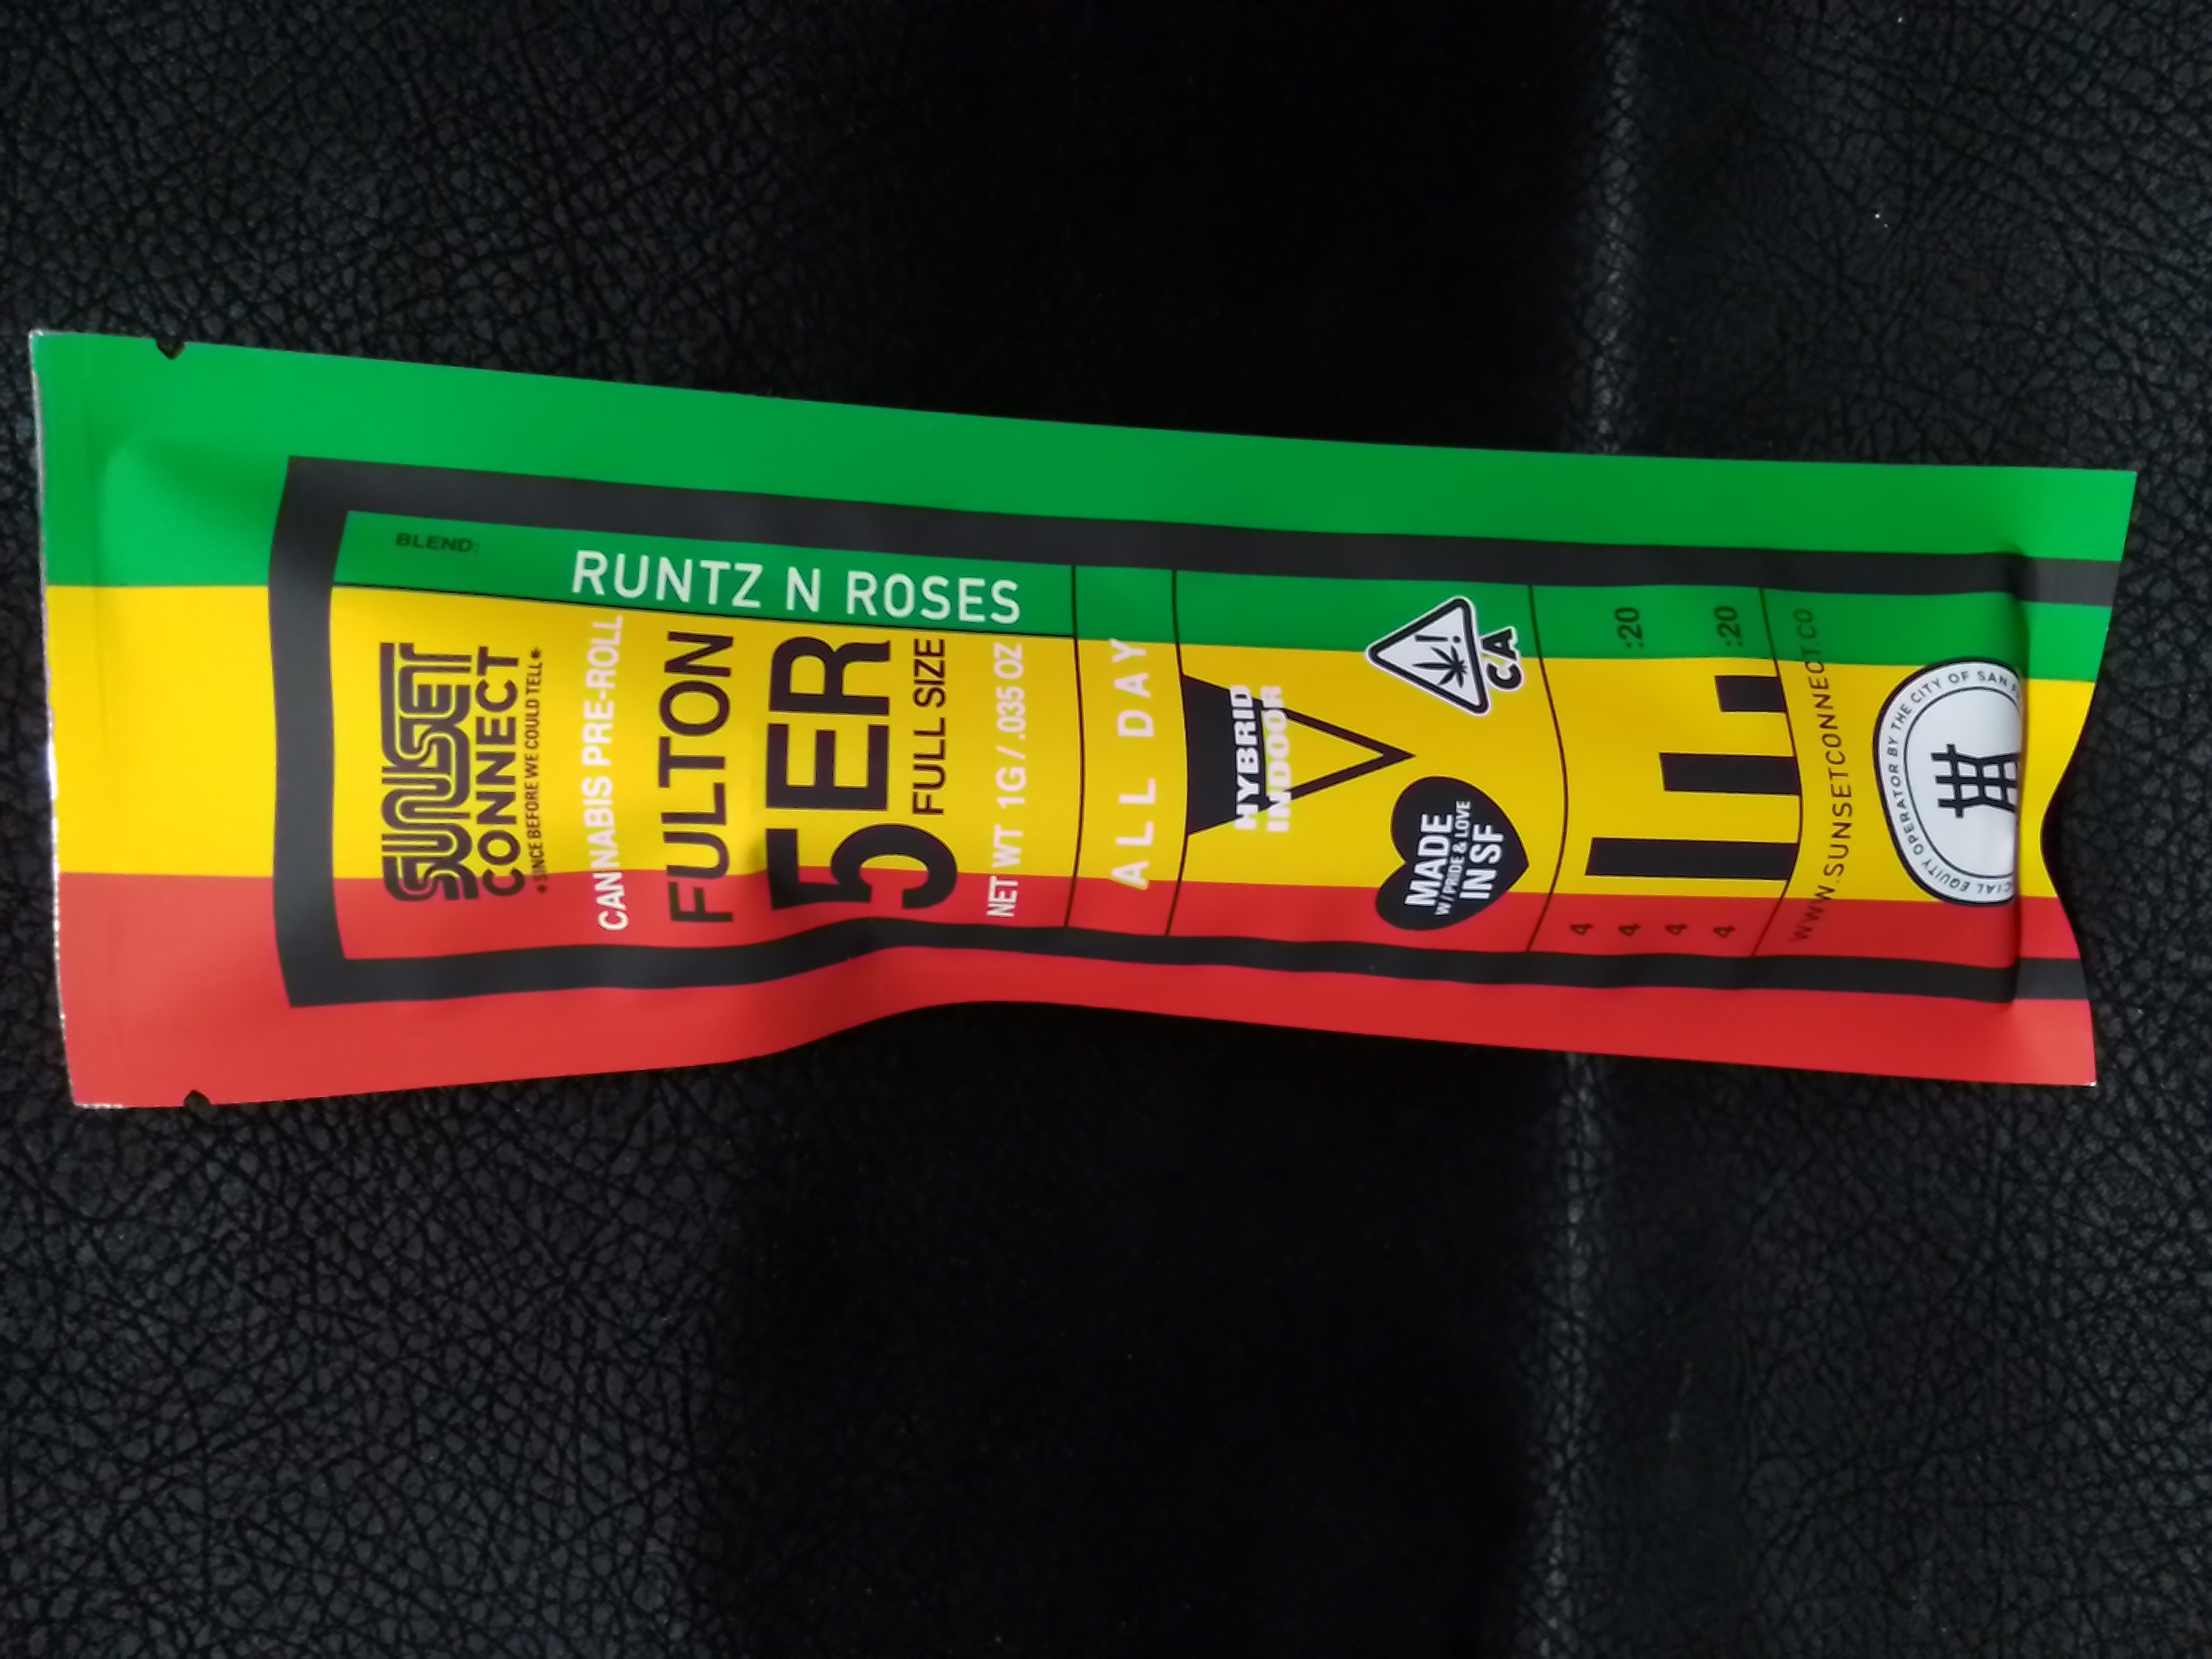 BLEND:
RUNTZ N ROSES
SUNSET
CONNECT
*SINCE BEFORE WE COULD TELL*
CANNABIS PRE-ROLL
FULTON
5ER
FULL SIZE
NET WT 1G / .035 OZ
ALL DAY
HYBRID
INDOOR
!
CA
MADE
W/ PRIDE & LOVE
IN SF
4
4 :20
4
4 :20
WWW.SUNSETCONNECT.CO
EQUITY OPERATOR BY THE CITY OF SAN